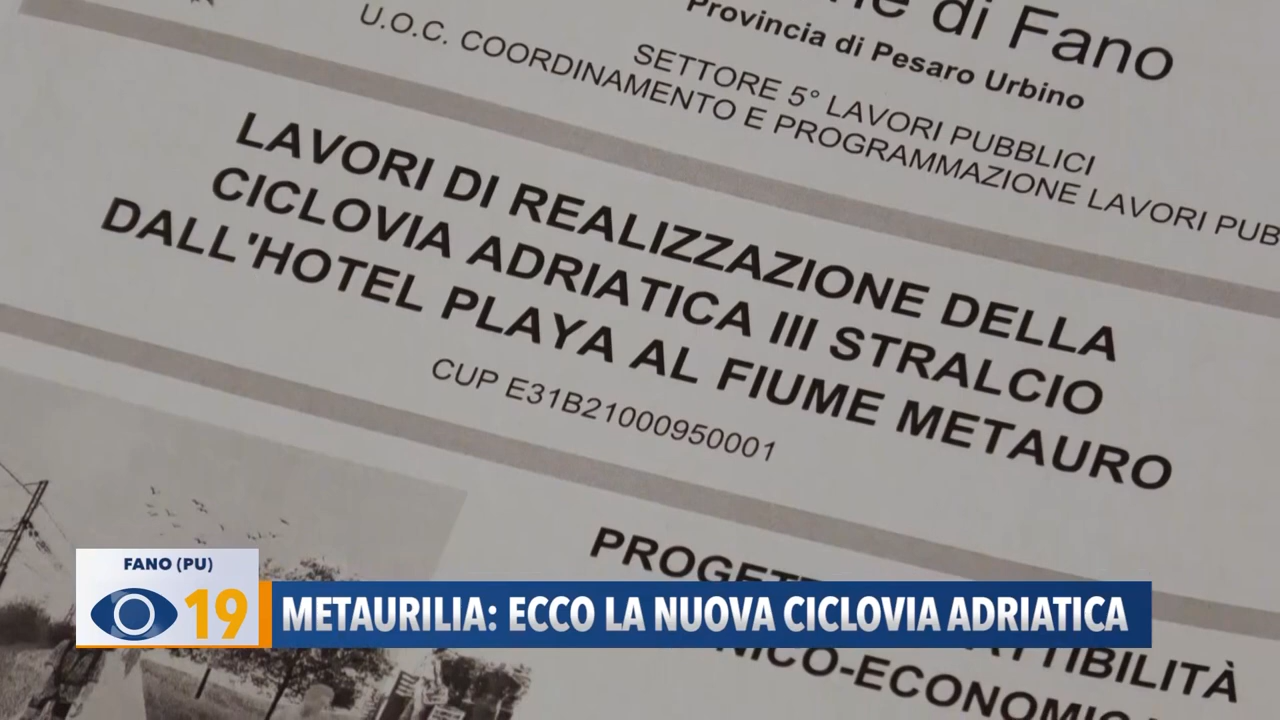 di Fano
Provincia di Pesaro Urbino
SETTORE 5° LAVORI PUBBLICI
U.O.C. COORDINAMENTO E PROGRAMMAZIONE LAVORI PUB
LAVORI DI REALIZZAZIONE DELLA
CICLOVIA ADRIATICA III STRALCIO
DALL'HOTEL PLAYA AL FIUME METAURO
CUP E31B21000950001
FANO (PU)
19
METAURILIA: ECCO LA NUOVA CICLOVIA ADRIATICA